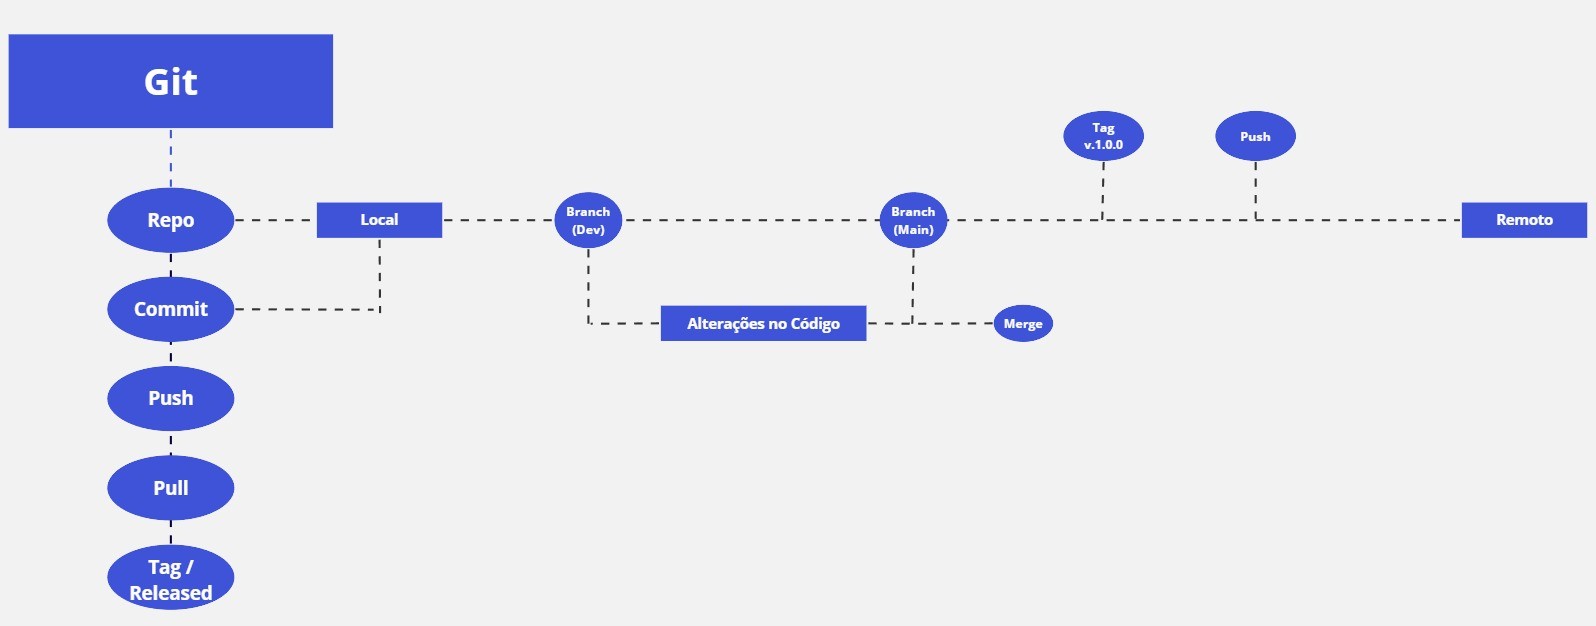 Git
Tag
v.1.0.0
Push
Repo
Local
Branch
(Dev)
Branch
(Main)
Remoto
Commit
Alterações no Código
Merge
Push
Pull
Tag /
Released